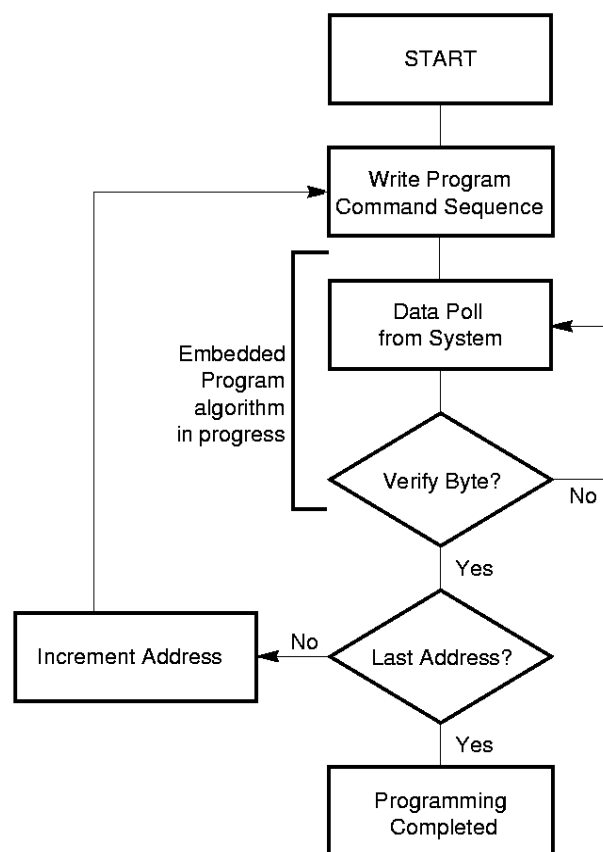 START
Write Program
Command Sequence
Data Poll
from System
Embedded
Program
algorithm
in progress
Verify Byte?
No
Yes
Increment Address
No
Last Address?
Yes
Programming
Completed